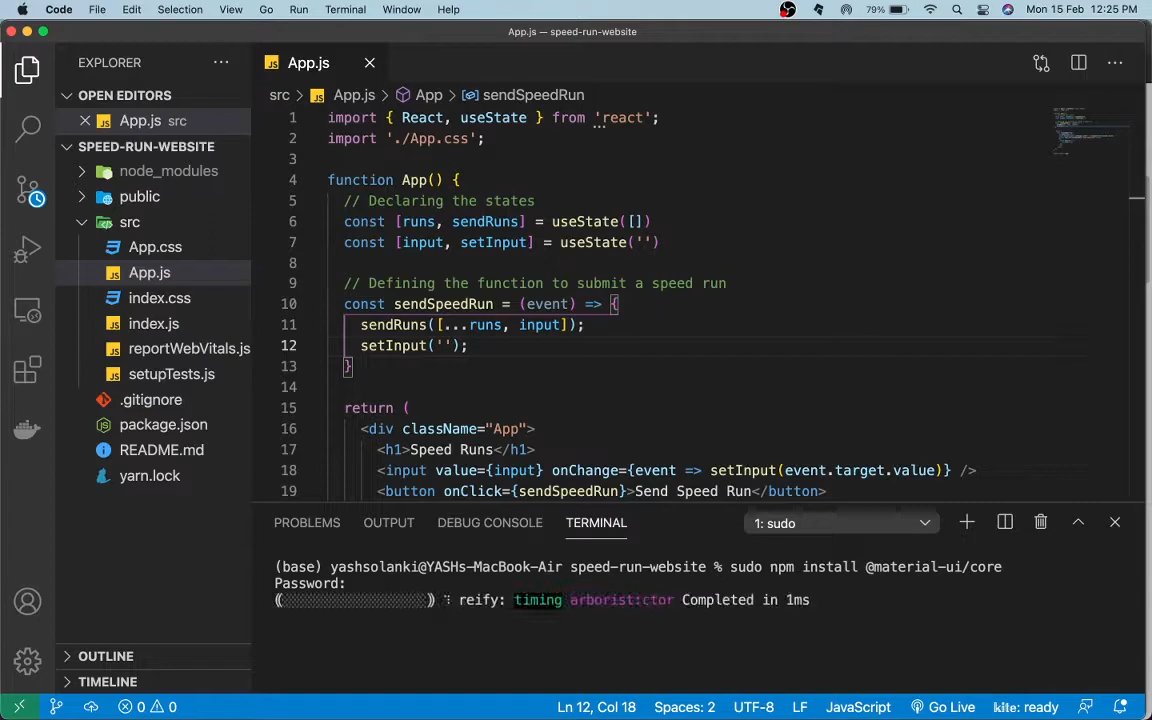 Code File Edit Selection View Go Run Terminal Window Help 79% Mon 15 Feb 12:25 PM
App.js — speed-run-website
EXPLORER
OPEN EDITORS
App.js src
SPEED-RUN-WEBSITE
node_modules
public
src
App.css
App.js
index.css
index.js
reportWebVitals.js
setupTests.js
.gitignore
package.json
README.md
yarn.lock
OUTLINE
TIMELINE
JS App.js
src > JS App.js > App > sendSpeedRun
1 import { React, useState } from 'react';
2 import './App.css';
3
4 function App() {
5 // Declaring the states
6 const [runs, sendRuns] = useState([])
7 const [input, setInput] = useState('')
8
9 // Defining the function to submit a speed run
10 const sendSpeedRun = (event) => {
11 sendRuns([...runs, input]);
12 setInput('');
13 }
14
15 return (
16 <div className="App">
17 <h1>Speed Runs</h1>
18 <input value={input} onChange={event => setInput(event.target.value)} />
19 <button onClick={sendSpeedRun}>Send Speed Run</button>
PROBLEMS OUTPUT DEBUG CONSOLE TERMINAL 1: sudo
(base) yashsolanki@YASHs-MacBook-Air speed-run-website % sudo npm install @material-ui/core
Password:
reify: timing arborist:ctor Completed in 1ms
0 0 Ln 12, Col 18 Spaces: 2 UTF-8 LF JavaScript Go Live kite: ready